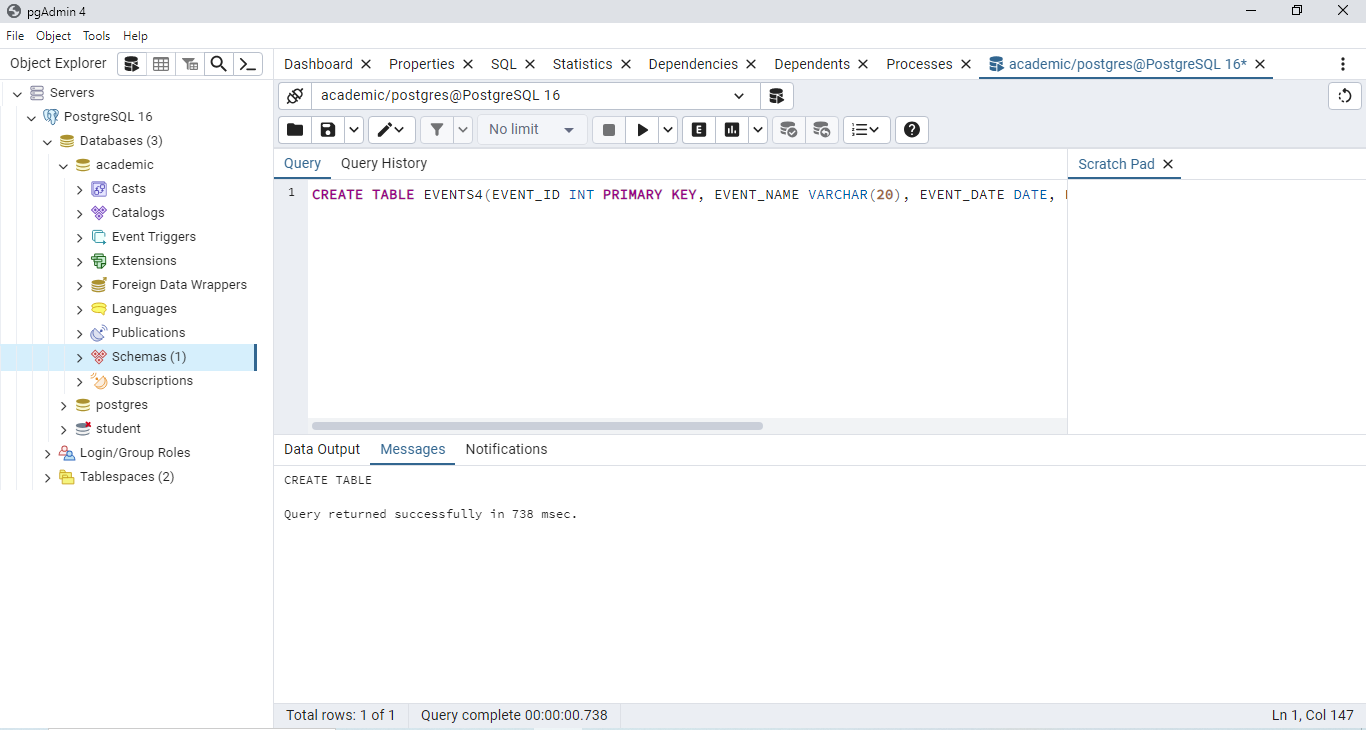 pgAdmin 4
File Object Tools Help
Object Explorer
Dashboard Properties SQL Statistics Dependencies Dependents Processes academic/postgres@PostgreSQL 16*
Servers
PostgreSQL 16
Databases (3)
academic
Casts
Catalogs
Event Triggers
Extensions
Foreign Data Wrappers
Languages
Publications
Schemas (1)
Subscriptions
postgres
student
Login/Group Roles
Tablespaces (2)
academic/postgres@PostgreSQL 16
No limit
E
Query Query History
Scratch Pad
1 CREATE TABLE EVENTS4(EVENT_ID INT PRIMARY KEY, EVENT_NAME VARCHAR(20), EVENT_DATE DATE,
Data Output Messages Notifications
CREATE TABLE
Query returned successfully in 738 msec.
Total rows: 1 of 1 Query complete 00:00:00.738 Ln 1, Col 147